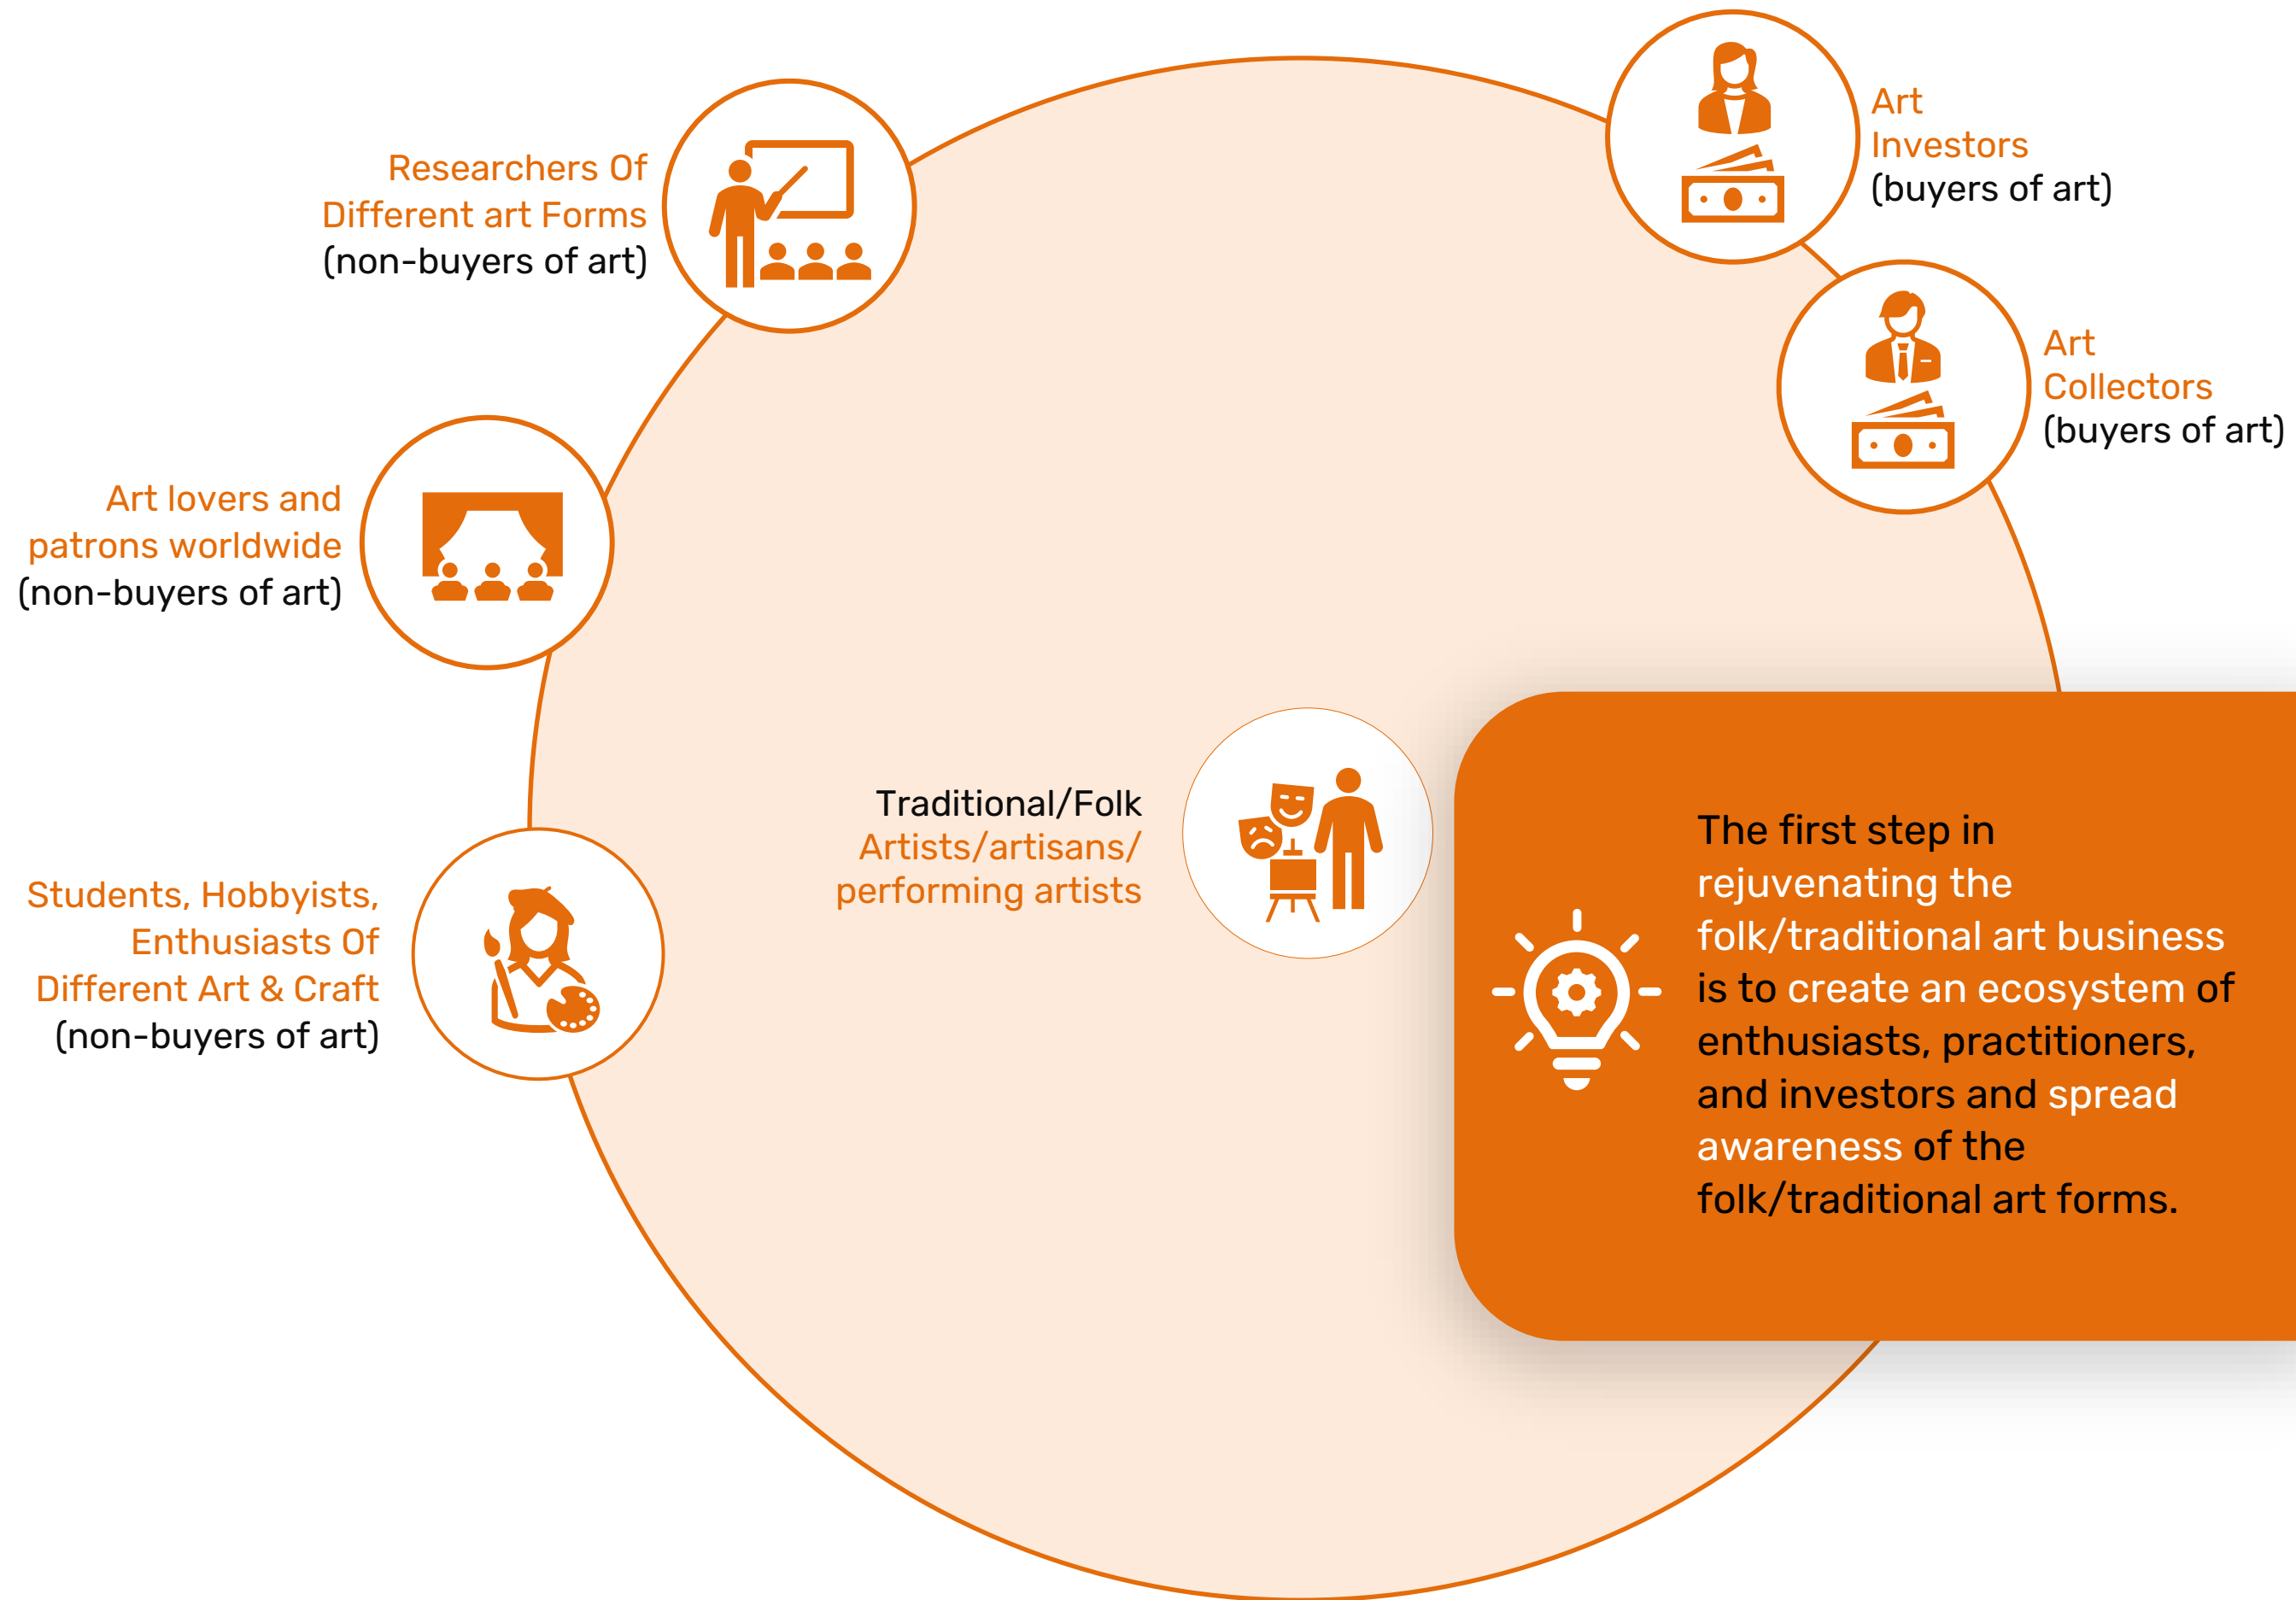 Art
Investors
(buyers of art)
Researchers Of
Different art Forms
(non-buyers of art)
Art
Collectors
(buyers of art)
Art lovers and
patrons worldwide
(non-buyers of art)
Traditional/Folk
Artists/artisans/
performing artists
Students, Hobbyists,
Enthusiasts Of
Different Art & Craft
(non-buyers of art)
The first step in
rejuvenating the
folk/traditional art business
is to create an ecosystem of
enthusiasts, practitioners,
and investors and spread
awareness of the
folk/traditional art forms.